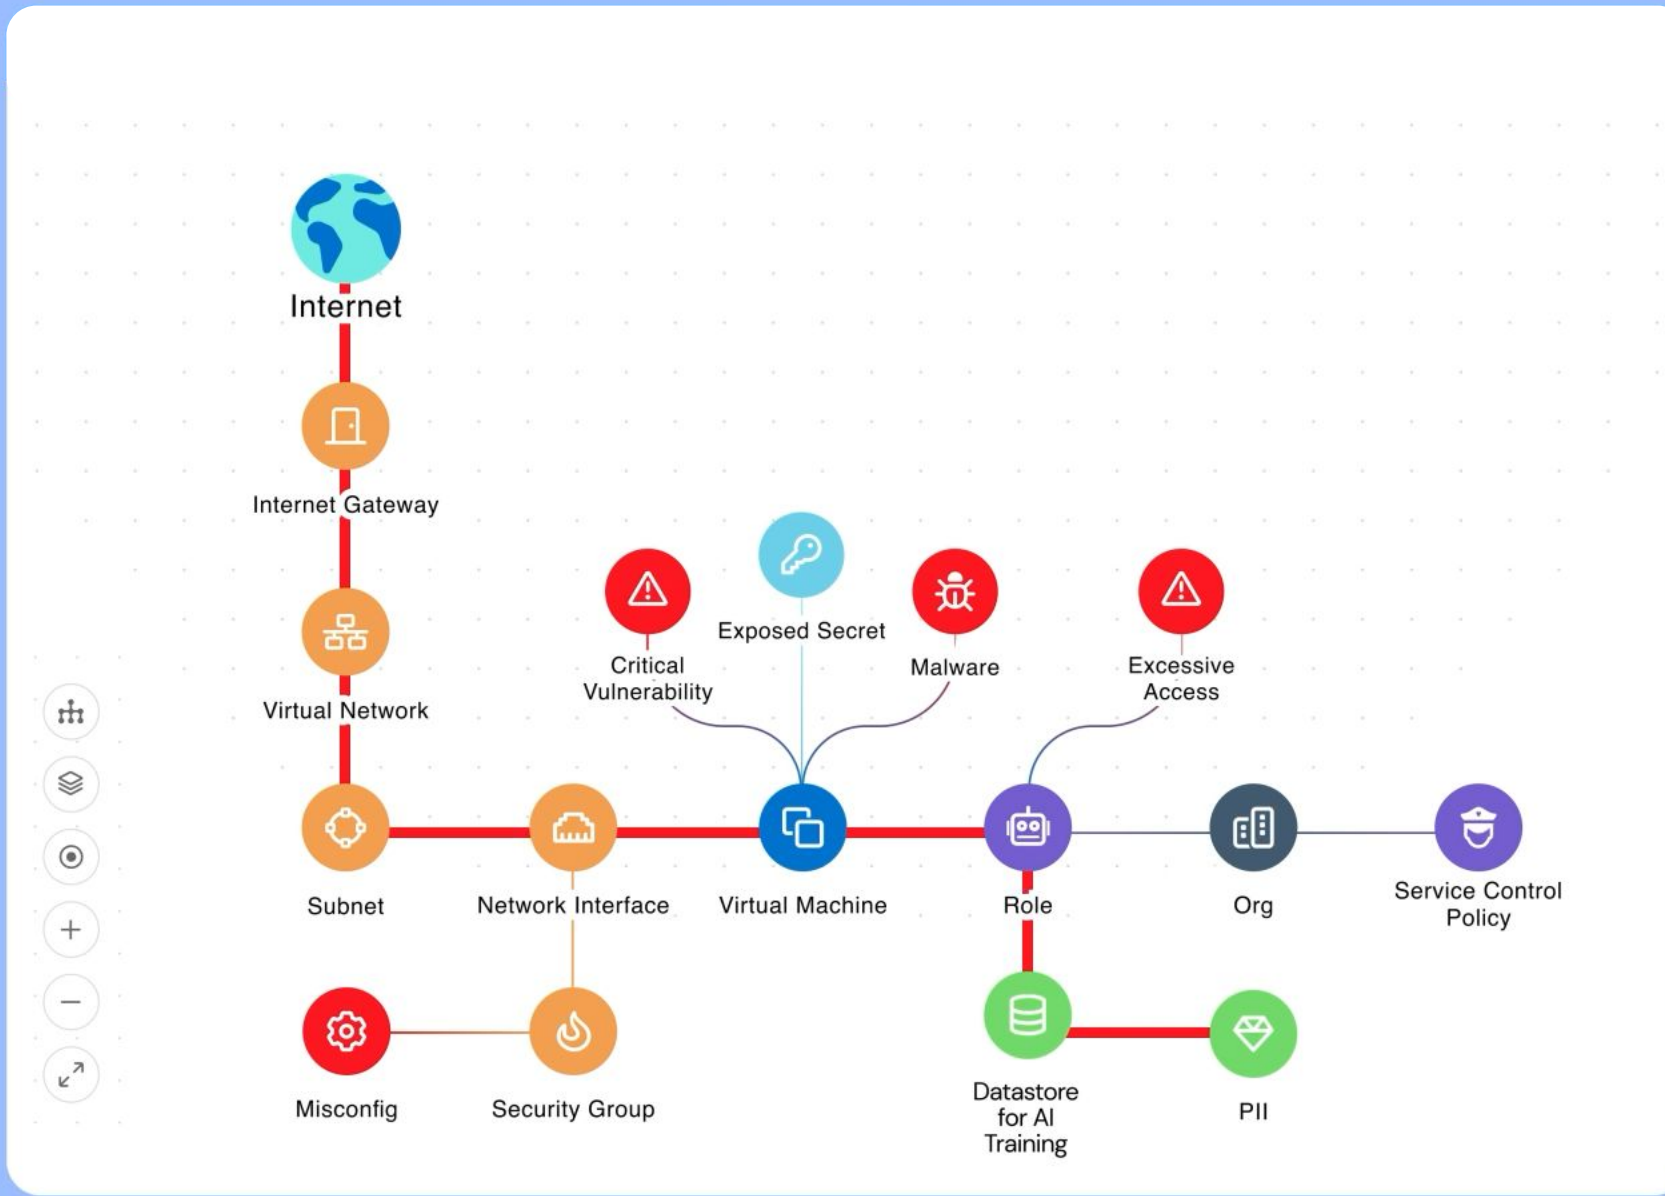 Internet
Internet Gateway
Virtual Network
Critical
Vulnerability
Exposed Secret
Malware
Excessive
Access
Subnet
Network Interface
Virtual Machine
Role
Org
Service Control
Policy
Misconfig
Security Group
Datastore
for AI
Training
PII